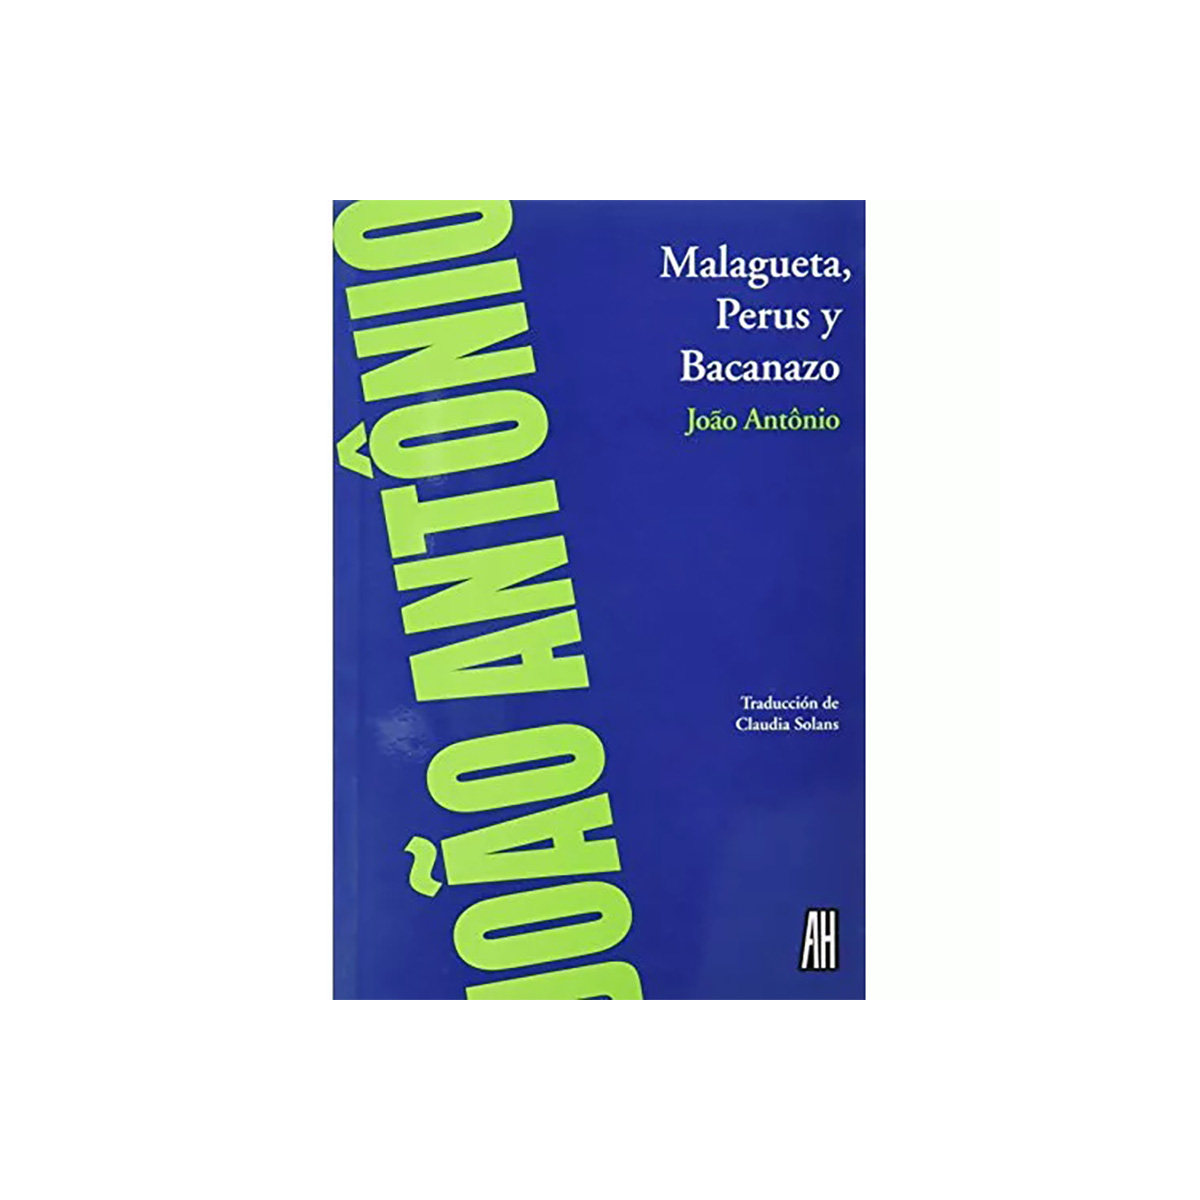 JOÃO ANTÔNIO
Malagueta,
Perus y
Bacanazo
João Antônio
Traducción de
Claudia Solans
AH